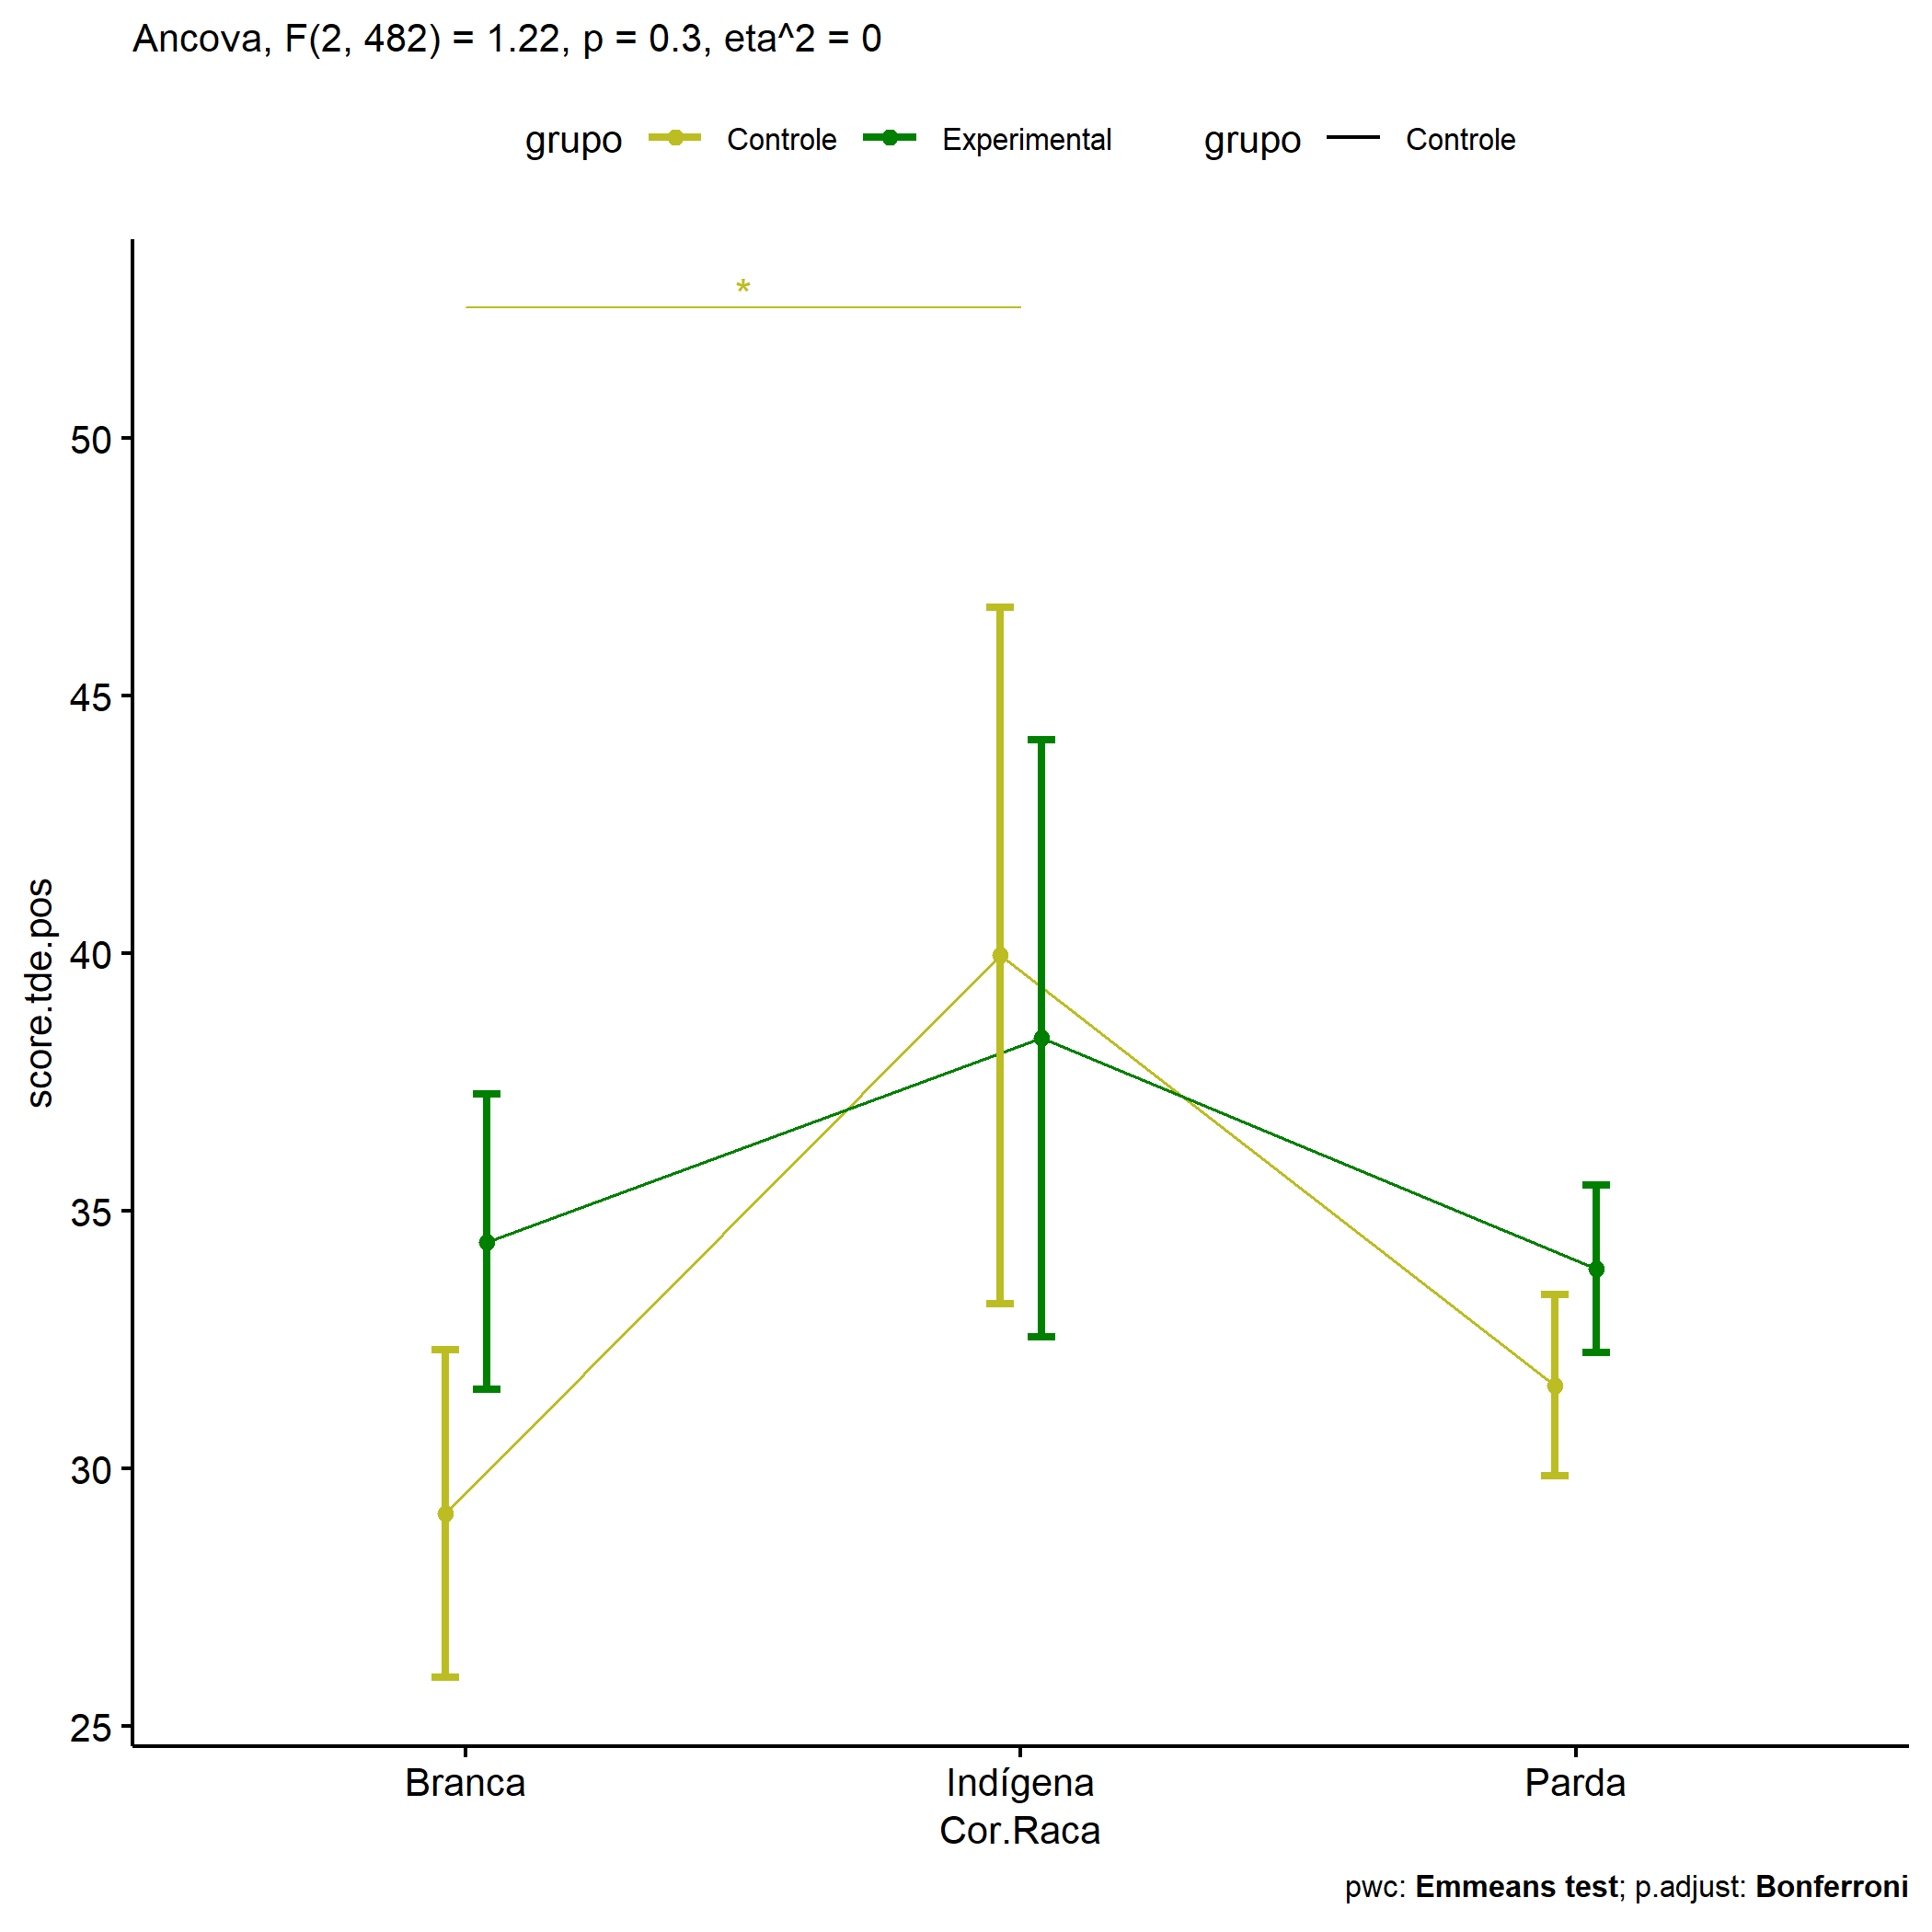 Ancova, F(2, 482) = 1.22, p = 0.3, eta^2 = 0
grupo Controle Experimental grupo Controle
*
50
45
40
35
30
25
score.tde.pos
Branca Indígena Parda
Cor.Raca
pwc: Emmeans test; p.adjust: Bonferroni